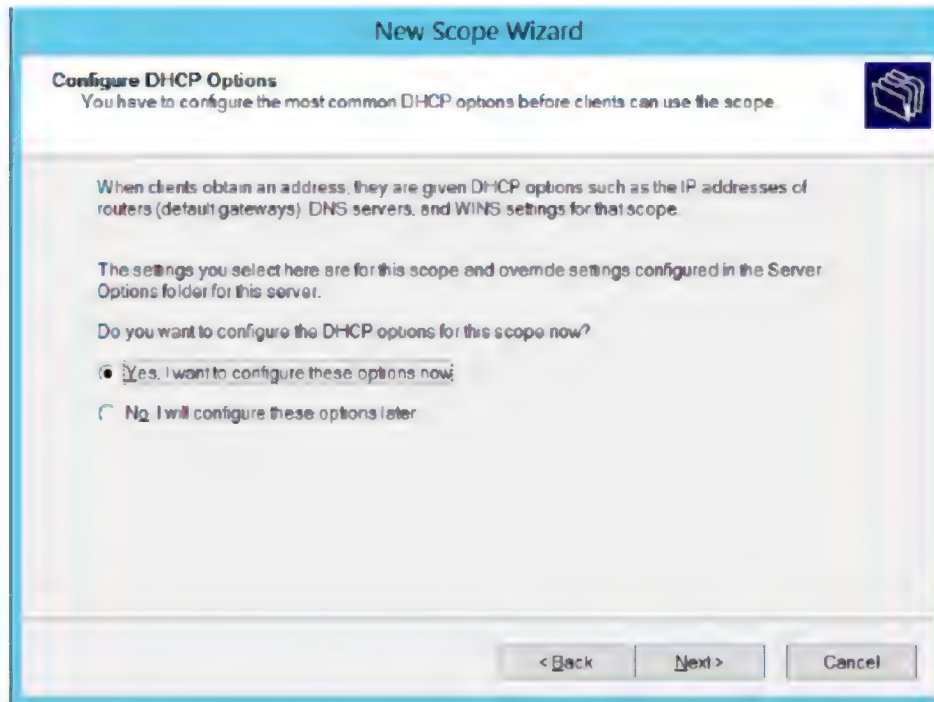 New Scope Wizard
Configure DHCP Options
You have to configure the most common DHCP options before clients can use the scope.
When clients obtain an address, they are given DHCP options such as the IP addresses of
routers (default gateways) DNS servers, and WINS settings for that scope
The settings you select here are for this scope and override settings configured in the Server
Options folder for this server.
Do you want to configure the DHCP options for this scope now?
Yes, I want to configure these options now
No I will configure these options later
< Back
Next >
Cancel